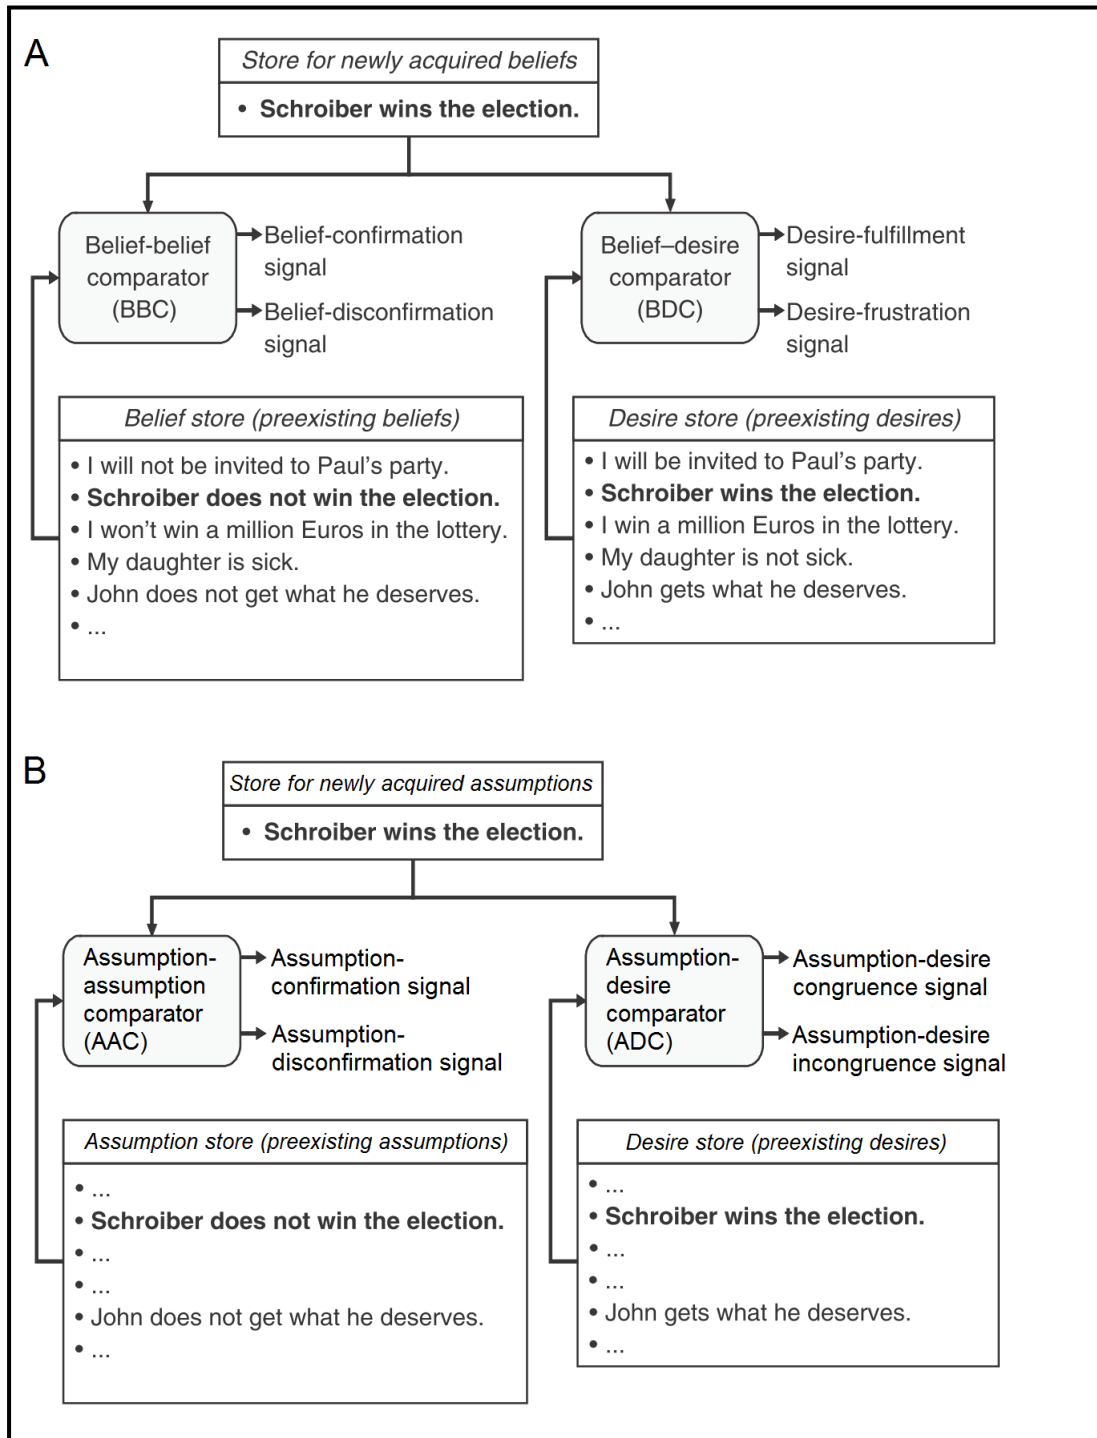 A
Store for newly acquired beliefs
• Schroiber wins the election.
Belief-belief
comparator
(BBC)
Belief-confirmation
signal
Belief-disconfirmation
signal
Belief–desire
comparator
(BDC)
Desire-fulfillment
signal
Desire-frustration
signal
Belief store (preexisting beliefs)
• I will not be invited to Paul's party.
• Schroiber does not win the election.
• I won't win a million Euros in the lottery.
• My daughter is sick.
• John does not get what he deserves.
• ...
Desire store (preexisting desires)
• I will be invited to Paul's party.
• Schroiber wins the election.
• I win a million Euros in the lottery.
• My daughter is not sick.
• John gets what he deserves.
• ...
B
Store for newly acquired assumptions
• Schroiber wins the election.
Assumption-
assumption
comparator
(AAC)
Assumption-
confirmation signal
Assumption-
disconfirmation signal
Assumption-
desire
comparator
(ADC)
Assumption-desire
congruence signal
Assumption-desire
incongruence signal
Assumption store (preexisting assumptions)
• ...
• Schroiber does not win the election.
• ...
• ...
• John does not get what he deserves.
• ...
Desire store (preexisting desires)
• ...
• Schroiber wins the election.
• ...
• ...
• John gets what he deserves.
• ...